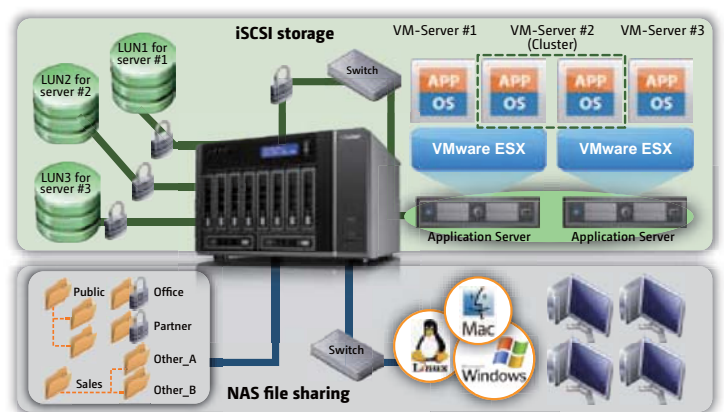 iSCSI storage
LUN1 for
server #1
LUN2 for
server #2
LUN3 for
server #3
Switch
VM-Server #1
VM-Server #2
(Cluster)
VM-Server #3
APP
OS
APP
OS
APP
OS
APP
OS
VMware ESX
VMware ESX
Application Server
Application Server
Public
Office
Partner
Other_A
Sales
Other_B
Switch
Linux
Mac
Windows
NAS file sharing